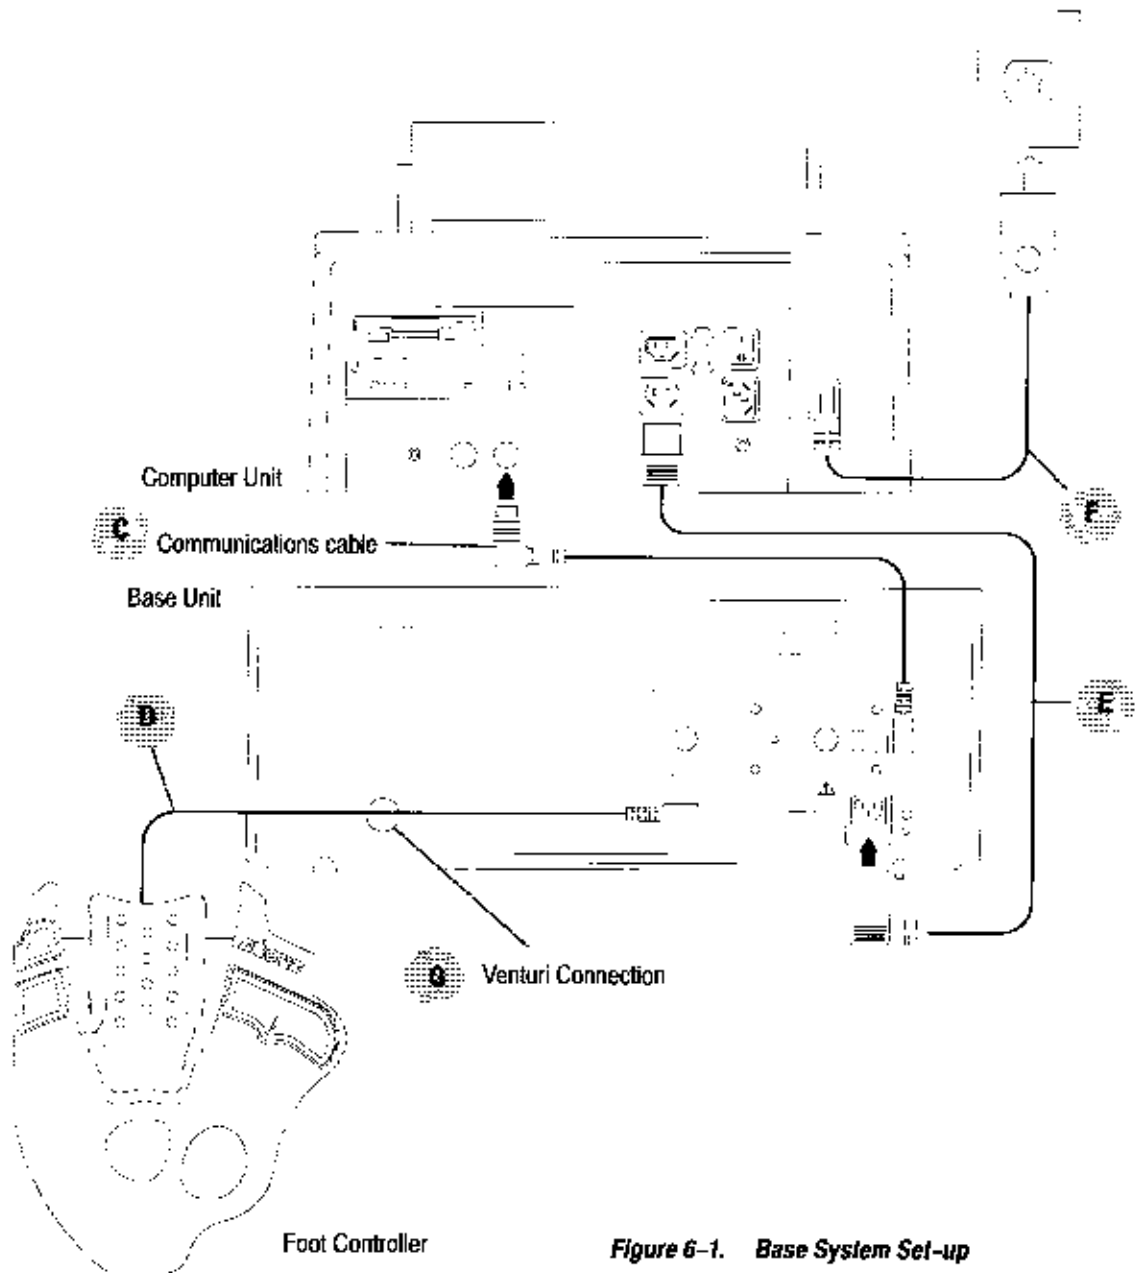 Computer Unit
C Communications cable
F
Base Unit
D
E
G Venturi Connection
Foot Controller
Figure 6-1. Base System Set-up